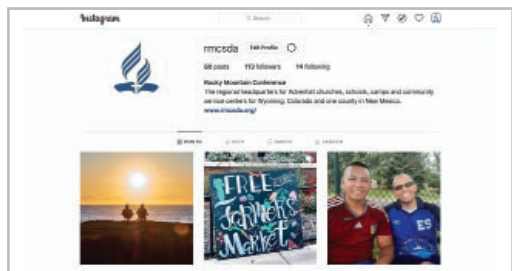 Instagram
Search
rmcsda Edit Profile
posts 113 followers 14 following
Rocky Mountain Conference
The regional headquarters for Adventist churches, schools, camps and community
service centers for Wyoming, Colorado and one county in New Mexico.
www.rmcsda.org/
POSTS
FREE
FARMERS
MARKET
ES